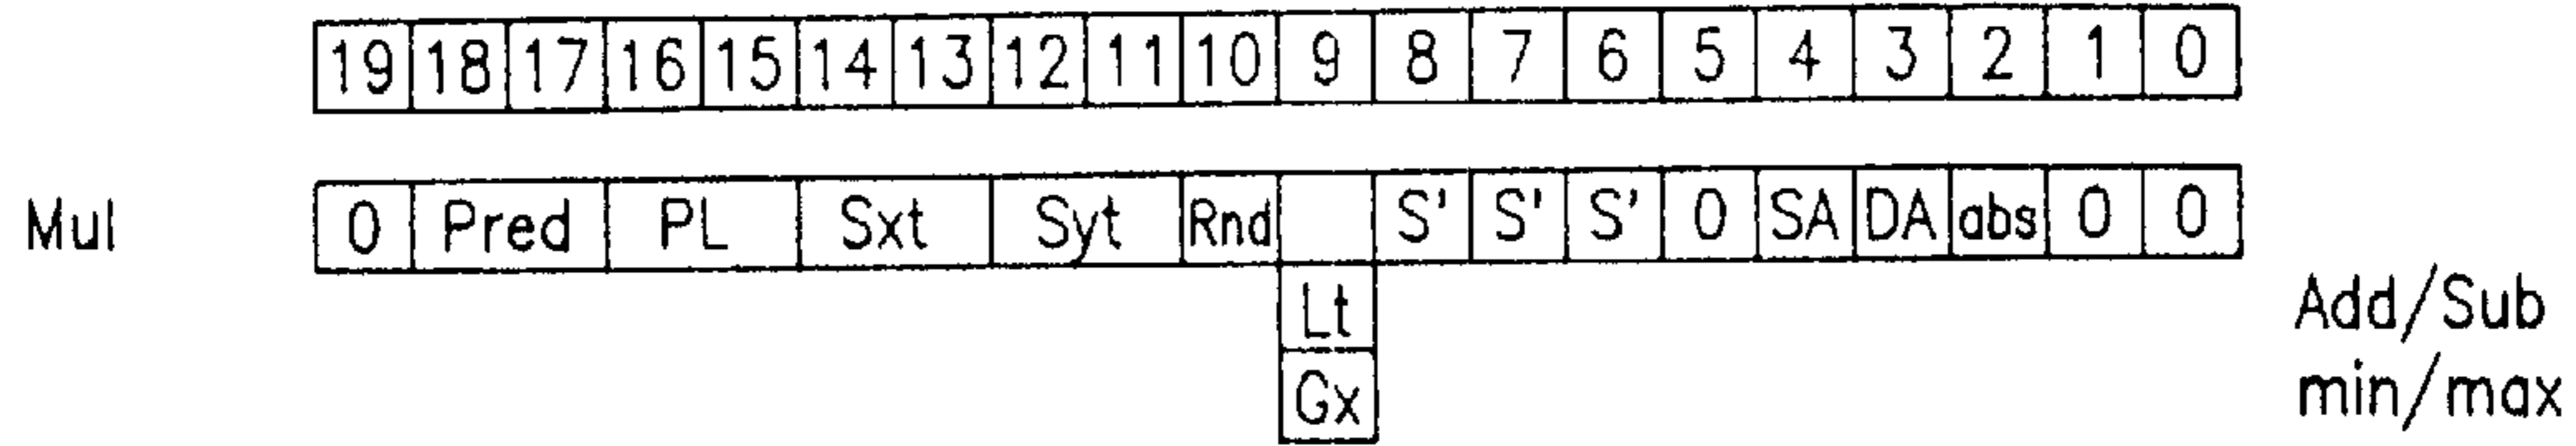 19 18 17 16 15 14 13 12 11 10 9 8 7 6 5 4 3 2 1 0
Mul 0 Pred PL Sxt Syt Rnd S' S' S' 0 SA DA abs 0 0
Lt Add/Sub
Gx min/max